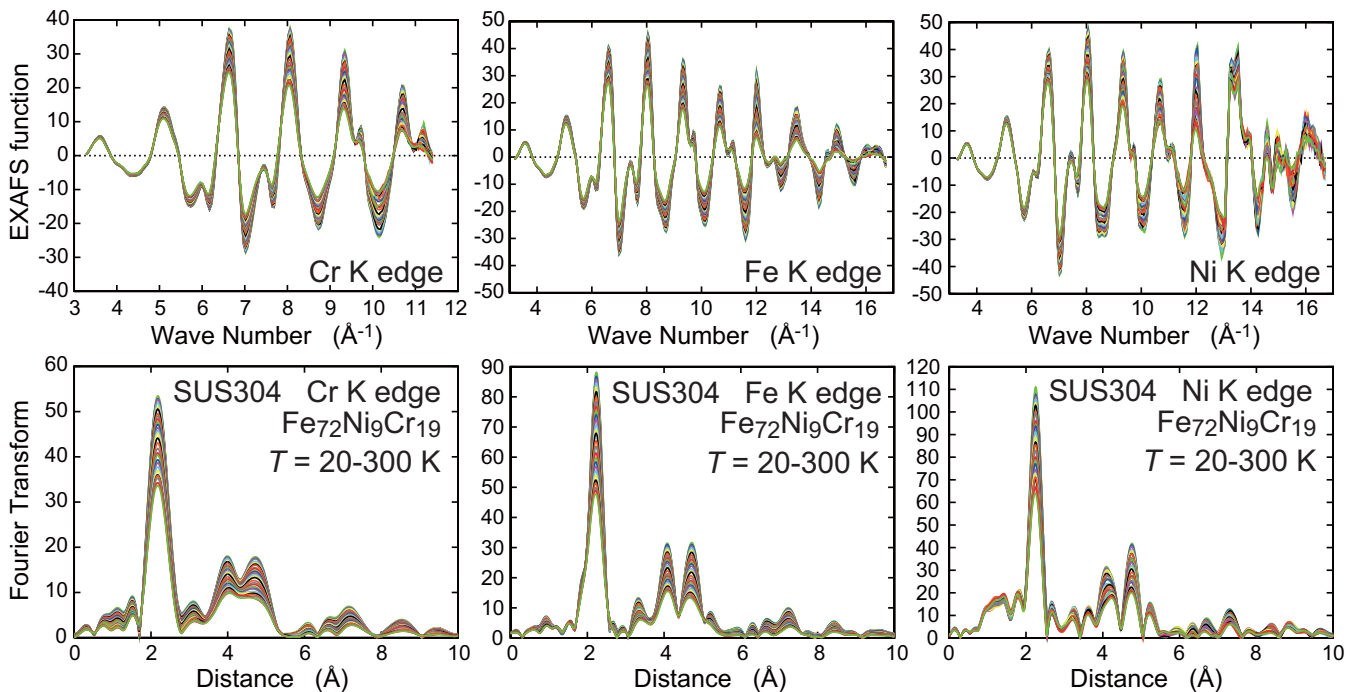 EXAFS function
40
30
20
10
0
-10
-20
-30
-40
3 4 5 6 7 8 9 10 11 12
Cr K edge
Wave Number (Å-1)
50
40
30
20
10
0
-10
-20
-30
-40
-50
4 6 8 10 12 14 16
Fe K edge
Wave Number (Å-1)
50
40
30
20
10
0
-10
-20
-30
-40
-50
4 6 8 10 12 14 16
Ni K edge
Wave Number (Å-1)
Fourier Transform
60
50
40
30
20
10
0
0 2 4 6 8 10
SUS304 Cr K edge
Fe72Ni9Cr19
T = 20-300 K
Distance (Å)
90
80
70
60
50
40
30
20
10
0
0 2 4 6 8 10
SUS304 Fe K edge
Fe72Ni9Cr19
T = 20-300 K
Distance (Å)
120
110
100
90
80
70
60
50
40
30
20
10
0
0 2 4 6 8 10
SUS304 Ni K edge
Fe72Ni9Cr19
T = 20-300 K
Distance (Å)